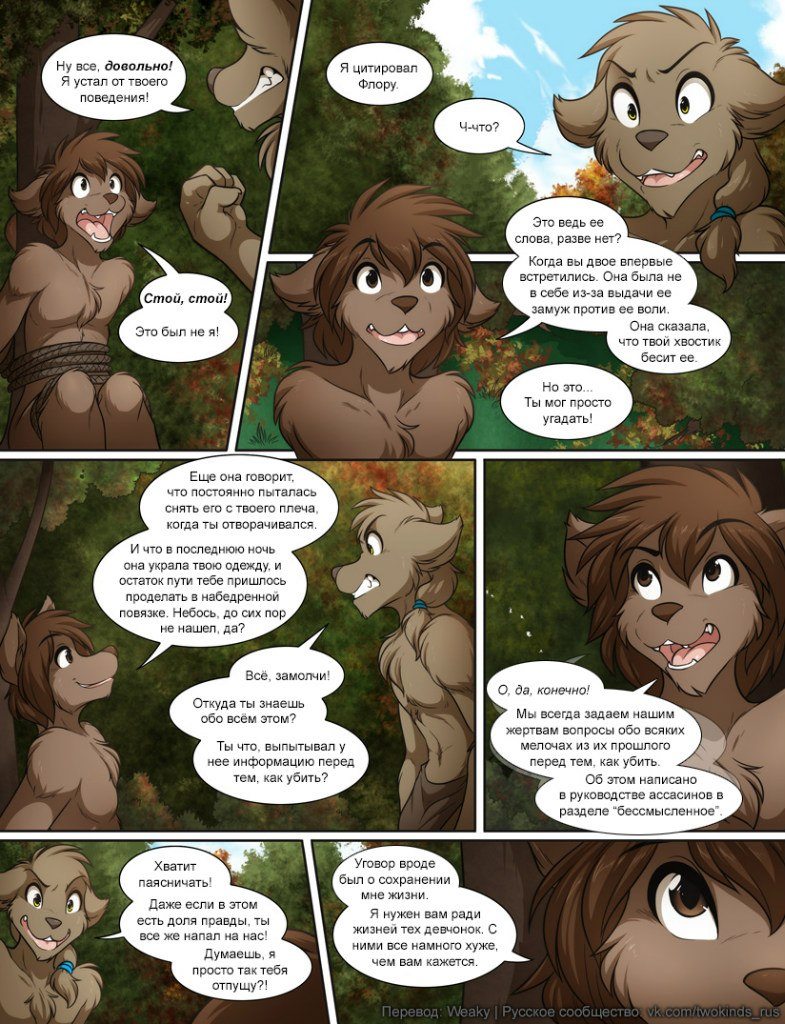 Ну все, довольно!
Я устал от твоего
поведения!
Стой, стой!
Это был не я!
Я цитировал
Флору.
Ч-что?
Это ведь ее
слова, разве нет?
Когда вы двое впервые
встретились. Она была не
в себе из-за выдачи ее
замуж против ее воли.
Она сказала,
что твой хвостик
бесит ее.
Но это...
Ты мог просто
угадать!
Еще она говорит,
что постоянно пыталась
снять его с твоего плеча,
когда ты отворачивался.
И что в последнюю ночь
она украла твою одежду, и
остаток пути тебе пришлось
проделать в набедренной
повязке. Небось, до сих пор
не нашел, да?
Всё, замолчи!
Откуда ты знаешь
обо всём этом?
Ты что, выпытывал у
нее информацию перед
тем, как убить?
О, да, конечно!
Мы всегда задаем нашим
жертвам вопросы обо всяких
мелочах из их прошлого
перед тем, как убить.
Об этом написано
в руководстве ассасинов в
разделе “бессмысленное”.
Хватит
паясничать!
Даже если в этом
есть доля правды, ты
все же напал на нас!
Думаешь, я
просто так тебя
отпущу?!
Уговор вроде
был о сохранении
мне жизни.
Я нужен вам ради
жизней тех девчонок. С
ними все намного хуже,
чем вам кажется.
Перевод: Weaky | Русское сообщество: vk.com/twokinds_rus